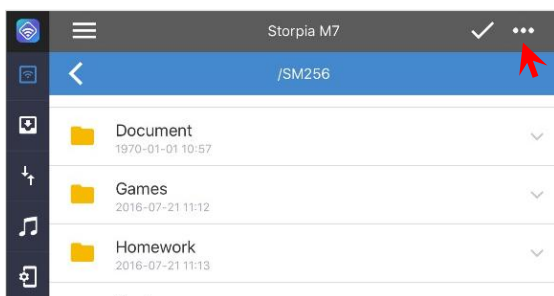 Storpia M7
/SM256
Document
1970-01-01 10:57
Games
2016-07-21 11:12
Homework
2016-07-21 11:13